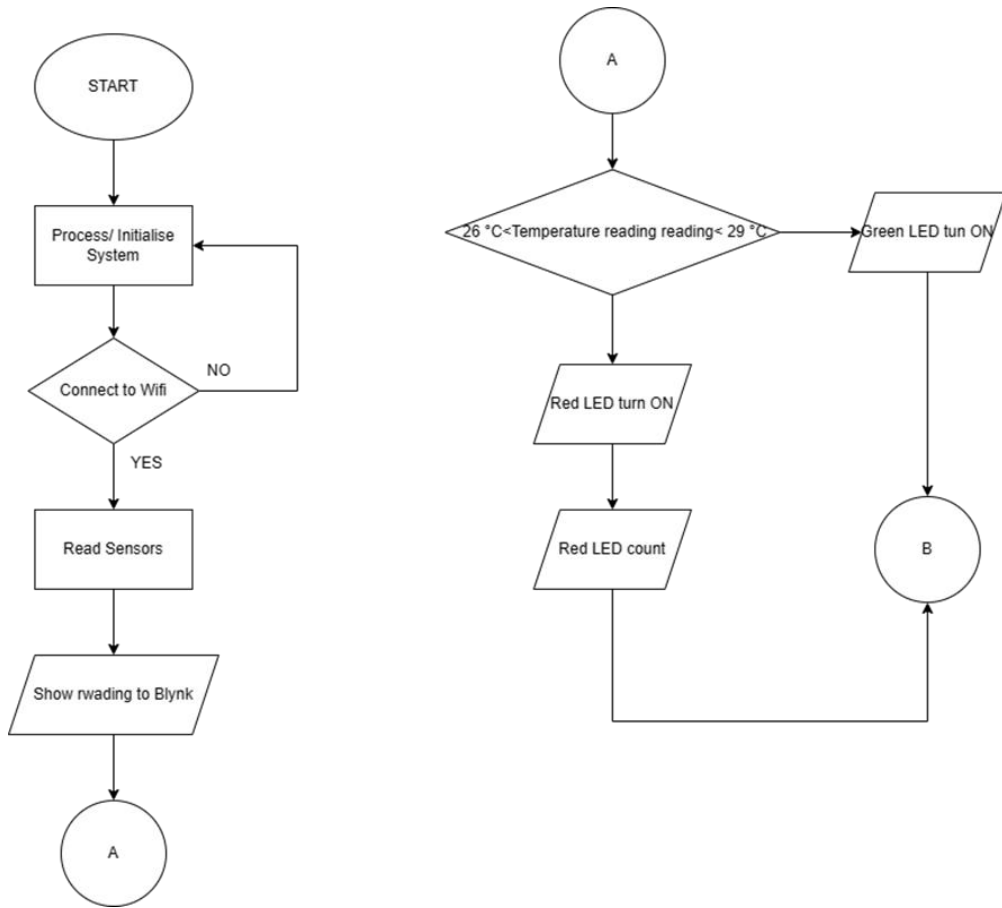 START
Process/ Initialise
System
Connect to Wifi
NO
YES
Read Sensors
Show rwading to Blynk
A
A
26 °C<Temperature reading reading< 29 °C
Green LED tun ON
Red LED turn ON
Red LED count
B